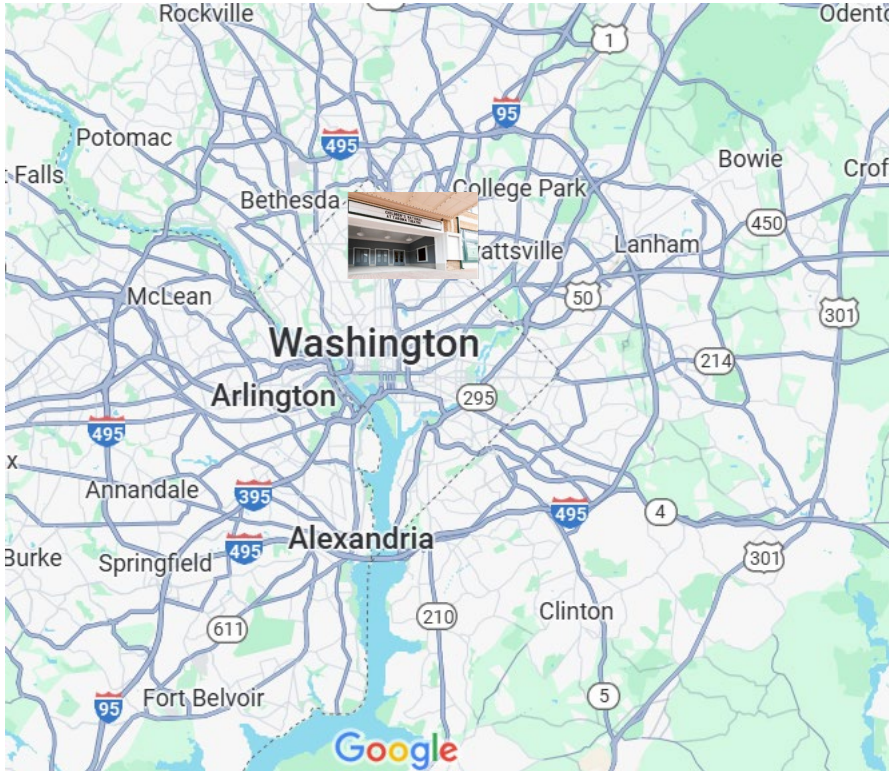 Rockville
1
Odento
95
495
Potomac
Bowie
t Falls
Crof
Bethesda
College Park
450
yattsville
Lanham
McLean
50
301
Washington
214
Arlington
295
495
x
Annandale
395
495
4
Alexandria
Burke
Springfield
495
301
611
210
Clinton
Fort Belvoir
95
5
Google